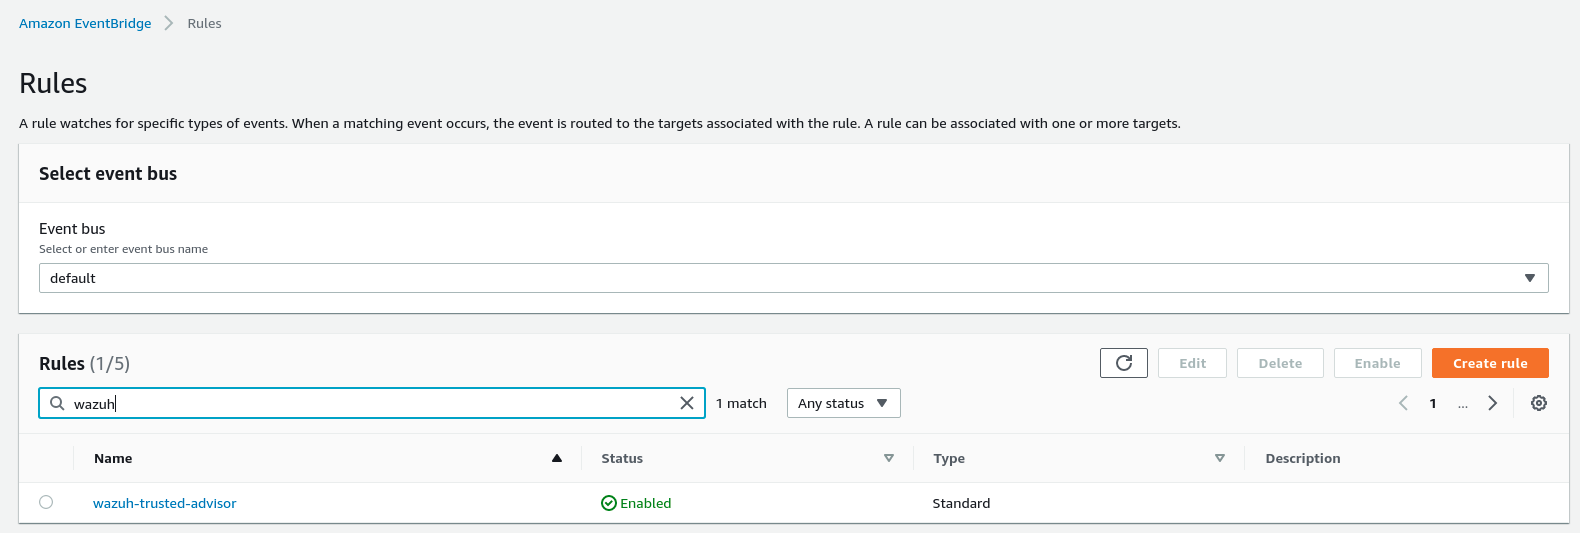 Amazon EventBridge Rules
Rules
A rule watches for specific types of events. When a matching event occurs, the event is routed to the targets associated with the rule. A rule can be associated with one or more targets.
Select event bus
Event bus
Select or enter event bus name
default
Rules (1/5) Edit Delete Enable Create rule
wazuh 1 match Any status 1 ...
Name Status Type Description
wazuh-trusted-advisor Enabled Standard